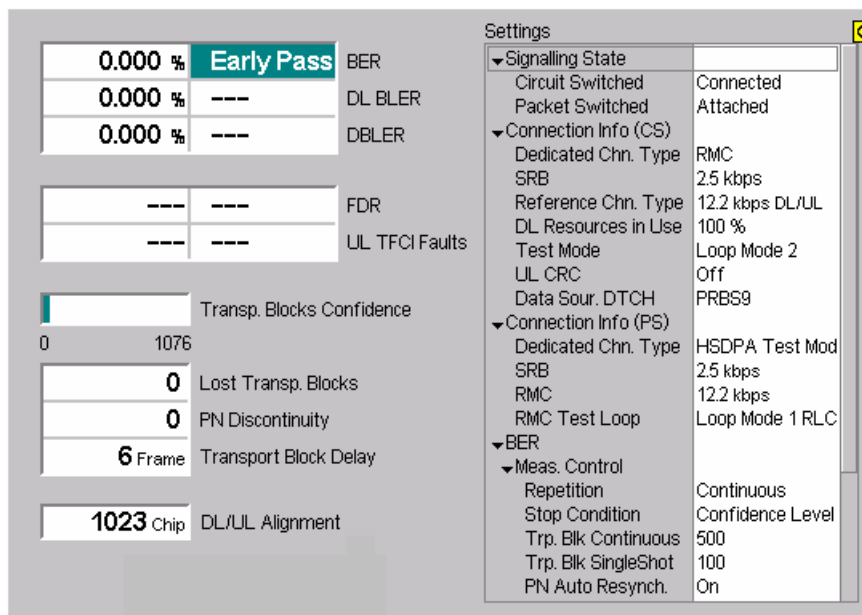 0.000 % Early Pass BER
0.000 % --- DL BLER
0.000 % --- DBLER
--- --- FDR
--- --- UL TFCI Faults
Transp. Blocks Confidence
0 1076
0 Lost Transp. Blocks
0 PN Discontinuity
6 Frame Transport Block Delay
1023 Chip DL/UL Alignment
Settings
Signalling State
Circuit Switched Connected
Packet Switched Attached
Connection Info (CS)
Dedicated Chn. Type RMC
SRB 2.5 kbps
Reference Chn. Type 12.2 kbps DL/UL
DL Resources in Use 100 %
Test Mode Loop Mode 2
UL CRC Off
Data Sour. DTCH PRBS9
Connection Info (PS)
Dedicated Chn. Type HSDPA Test Mod
SRB 2.5 kbps
RMC 12.2 kbps
RMC Test Loop Loop Mode 1 RLC
BER
Meas. Control
Repetition Continuous
Stop Condition Confidence Level
Trp. Blk Continuous 500
Trp. Blk SingleShot 100
PN Auto Resynch. On